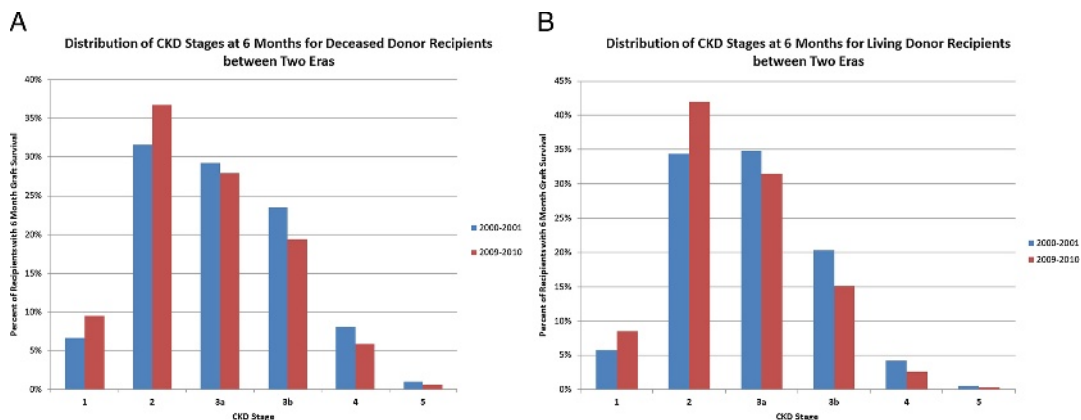 A
Distribution of CKD Stages at 6 Months for Deceased Donor Recipients
between Two Eras
Percent of Recipients with 6 Month Graft Survival
40%
35%
30%
25%
20%
15%
10%
5%
0%
1
2
3a
3b
4
5
CKD Stage
2000-2001
2009-2010
B
Distribution of CKD Stages at 6 Months for Living Donor Recipients
between Two Eras
Percent of Recipients with 6 Month Graft Survival
45%
40%
35%
30%
25%
20%
15%
10%
5%
0%
1
2
3a
3b
4
5
CKD Stage
2000-2001
2009-2010